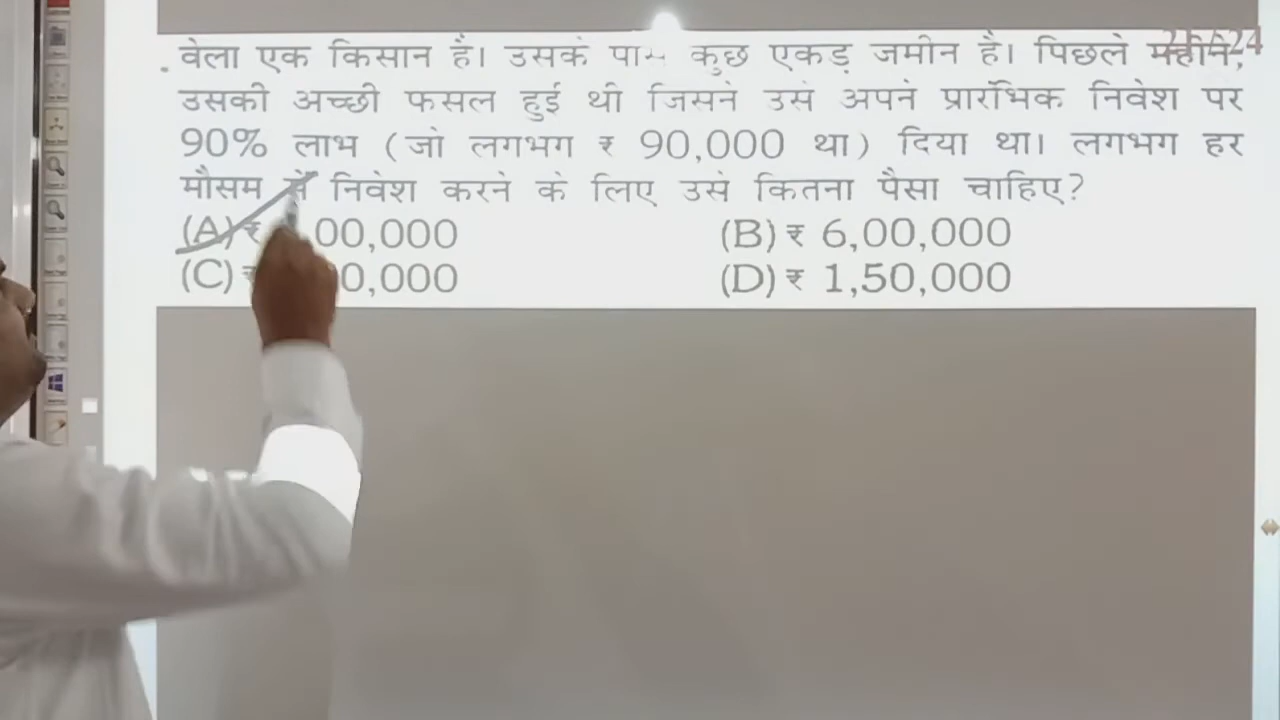 वेला एक किसान है। उसके पास कुछ एकड़ जमीन है। पिछले महीने,
उसकी अच्छी फसल हुई थी जिसने उसे अपने प्रारंभिक निवेश पर
90% लाभ (जो लगभग ₹ 90,000 था) दिया था। लगभग हर
मौसम में निवेश करने के लिए उसे कितना पैसा चाहिए?
(A) ₹ 00,000 (B) ₹ 6,00,000
(C) ₹ 0,000 (D) ₹ 1,50,000